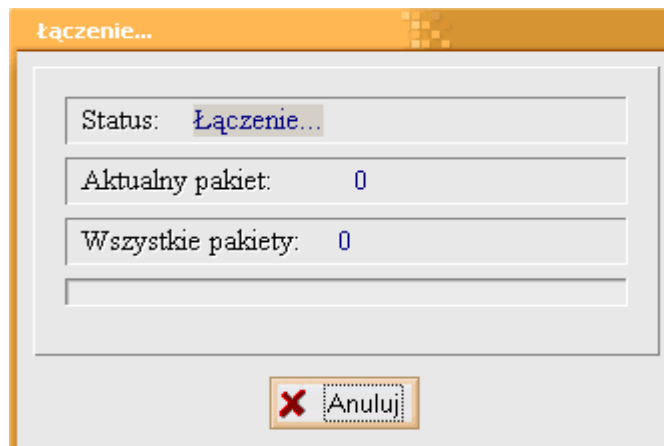 Łączenie...
Status: Łączenie...
Aktualny pakiet: 0
Wszystkie pakiety: 0
Anuluj